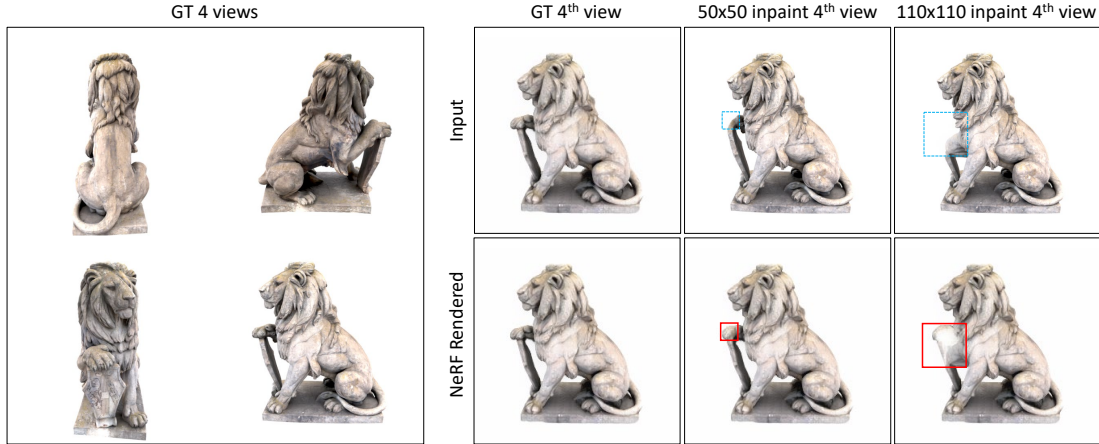 GT 4 views
GT 4th view
50x50 inpaint 4th view
110x110 inpaint 4th view
Input
NeRF Rendered